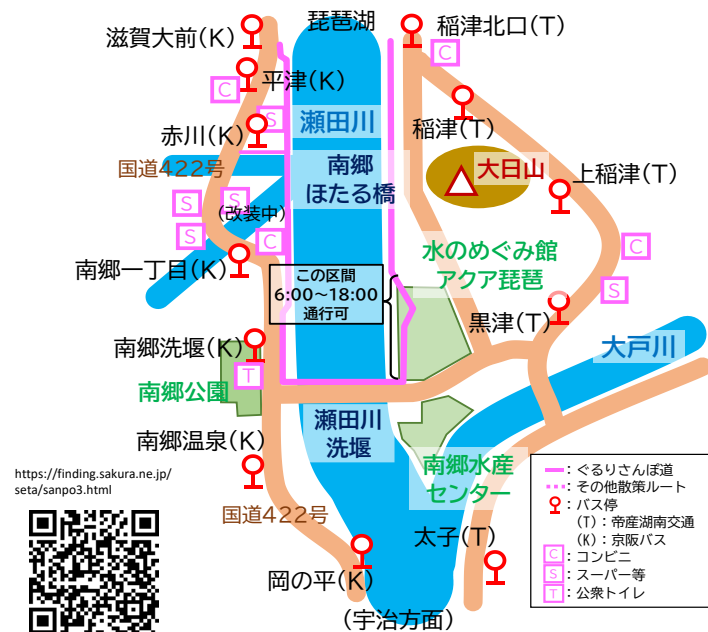 琵琶湖
滋賀大前(K)
稲津北口(T)
C
平津(K)
C
S
瀬田川
稲津(T)
赤川(K)
国道422号
南郷
ほたる橋
大日山
上稲津(T)
S
S
(改装中)
S
C
C
南郷一丁目(K)
この区間
6:00~18:00
通行可
水のめぐみ館
アクア琵琶
S
黒津(T)
大戸川
南郷洗堰(K)
T
南郷公園
瀬田川
洗堰
南郷温泉(K)
南郷水産
センター
https://finding.sakura.ne.jp/
seta/sanpo3.html
国道422号
太子(T)
岡の平(K)
(宇治方面)
:ぐるりさんぽ道
:その他散策ルート
:バス停
(T):帝産湖南交通
(K):京阪バス
C:コンビニ
S:スーパー等
T:公衆トイレ